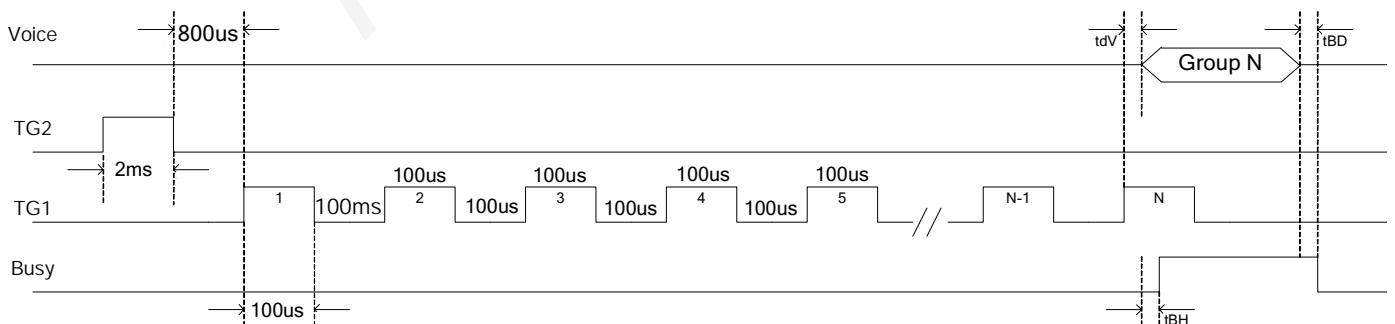 Voice
800us
tdV
Group N
tBD
TG2
2ms
100us 100us 100us 100us
TG1
1 100ms 2 100us 3 100us 4 100us 5 N-1 N
Busy
100us
tBH